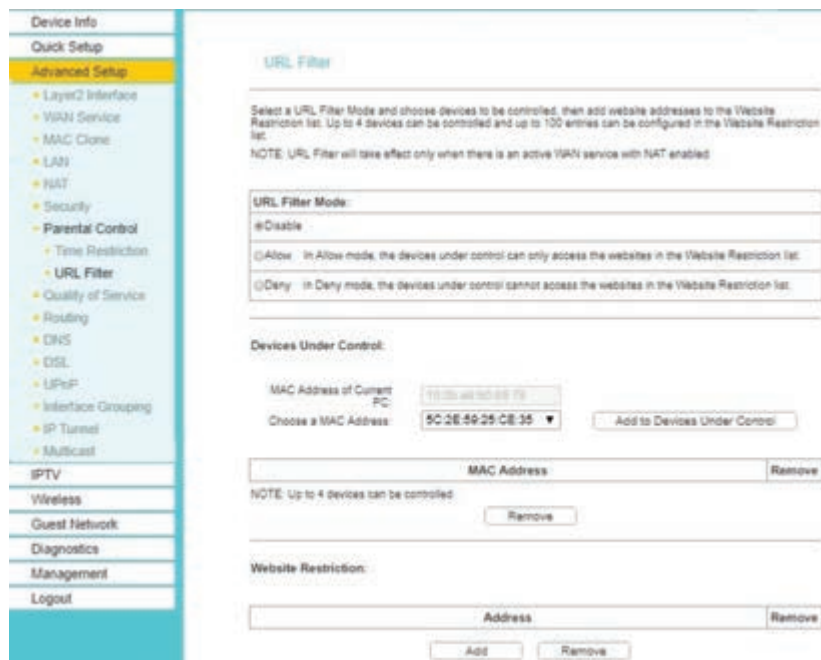 Device Info
Quick Setup
Advanced Setup
Layer2 Interface
WAN Service
MAC Clone
LAN
NAT
Security
Parental Control
Time Restriction
URL Filter
Quality of Service
Routing
DNS
DSL
UPnP
Interface Grouping
IP Tunnel
Multicast
IPTV
Wireless
Guest Network
Diagnostics
Management
Logout
URL Filter
Select a URL Filter Mode and choose devices to be controlled, then add website addresses to the Website
Restriction list. Up to 4 devices can be controlled and up to 100 entries can be configured in the Website Restriction
list.
NOTE: URL Filter will take effect only when there is an active WAN service with NAT enabled.
URL Filter Mode:
Disable
Allow In Allow mode, the devices under control can only access the websites in the Website Restriction list.
Deny In Deny mode, the devices under control cannot access the websites in the Website Restriction list.
Devices Under Control:
MAC Address of Current
PC:
Choose a MAC Address: 5C:2E:59:25:CE:35 Add to Devices Under Control
MAC Address Remove
NOTE: Up to 4 devices can be controlled
Remove
Website Restriction:
Address Remove
Add Remove